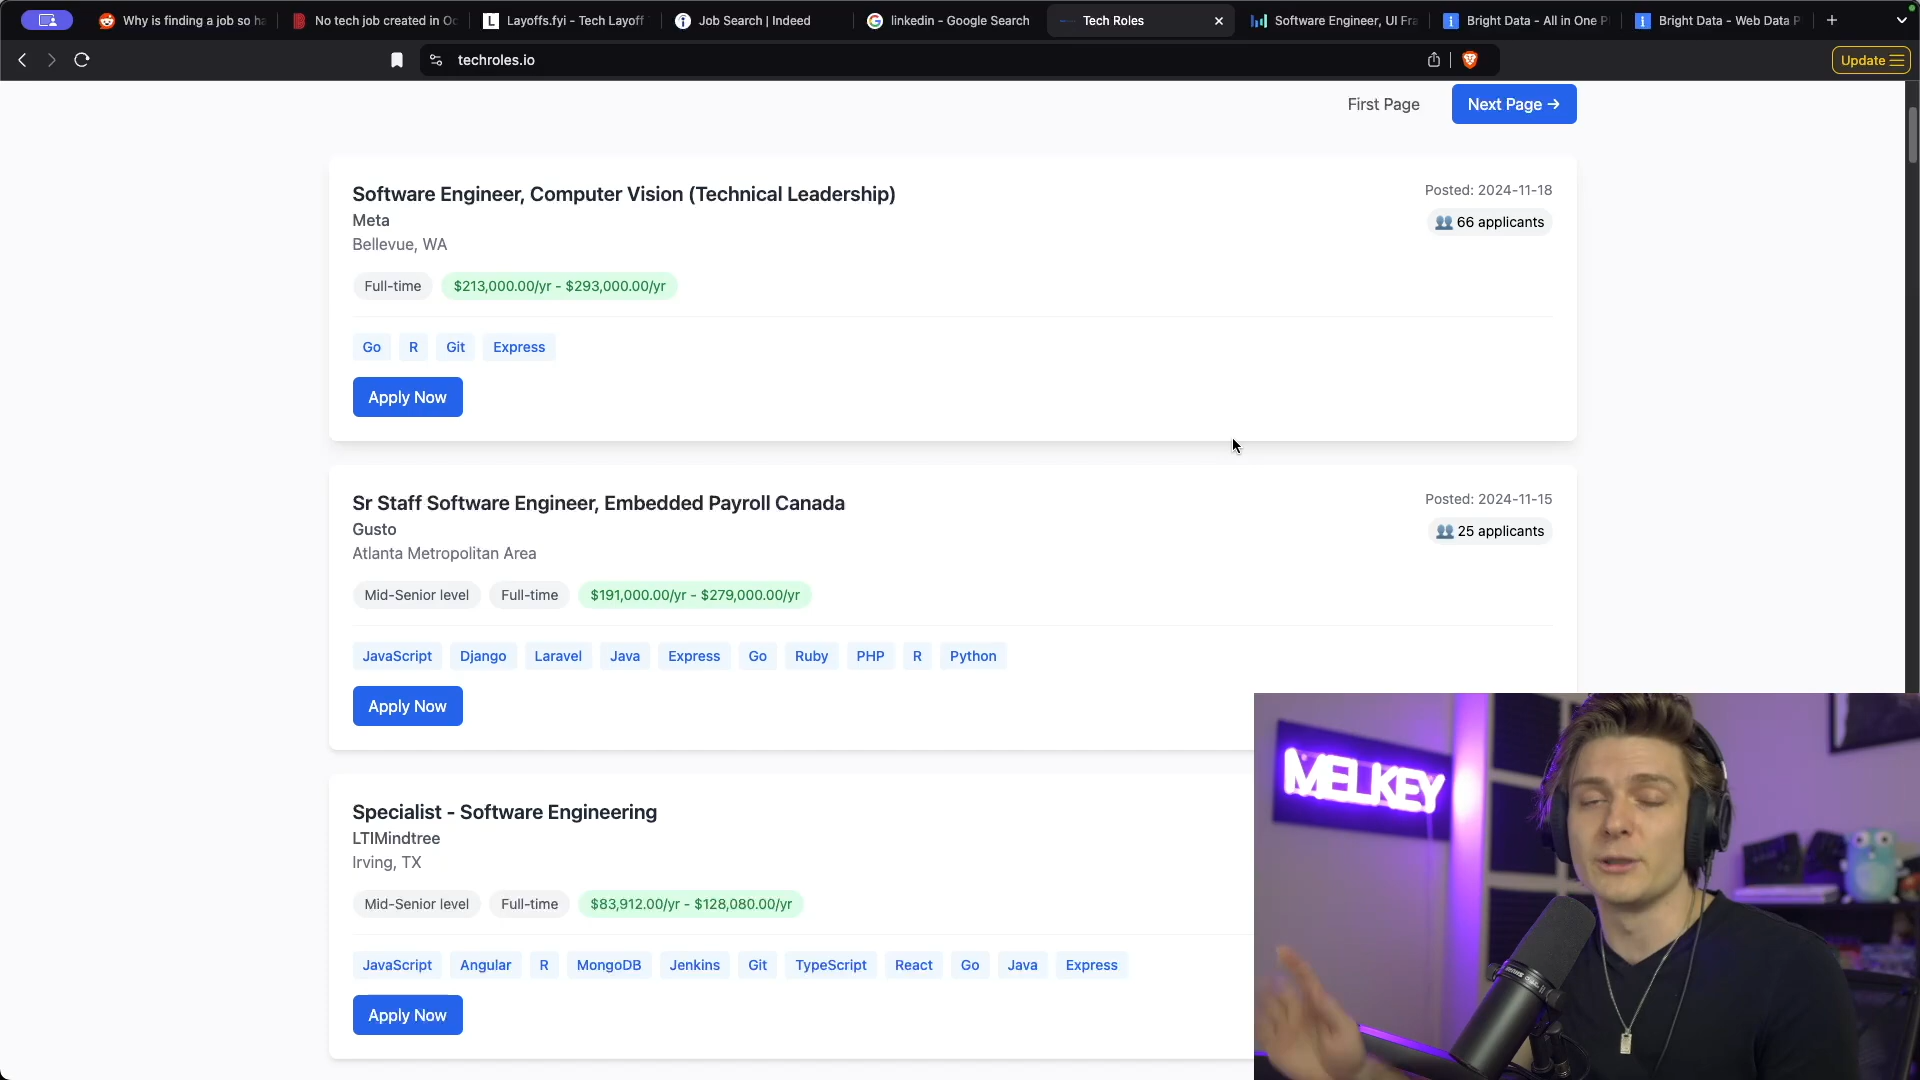 Why is finding a job so ha
No tech job created in Oc
Layoffs.fyi - Tech Layoff
Job Search | Indeed
linkedin - Google Search
Tech Roles
Software Engineer, UI Fra
Bright Data - All in One P
Bright Data - Web Data P
techroles.io
Update
First Page
Next Page →
Software Engineer, Computer Vision (Technical Leadership)
Posted: 2024-11-18
Meta
66 applicants
Bellevue, WA
Full-time $213,000.00/yr - $293,000.00/yr
Go R Git Express
Apply Now
Sr Staff Software Engineer, Embedded Payroll Canada
Posted: 2024-11-15
Gusto
25 applicants
Atlanta Metropolitan Area
Mid-Senior level Full-time $191,000.00/yr - $279,000.00/yr
JavaScript Django Laravel Java Express Go Ruby PHP R Python
Apply Now
Specialist - Software Engineering
LTIMindtree
Irving, TX
Mid-Senior level Full-time $83,912.00/yr - $128,080.00/yr
JavaScript Angular R MongoDB Jenkins Git TypeScript React Go Java Express
Apply Now
MELKEY